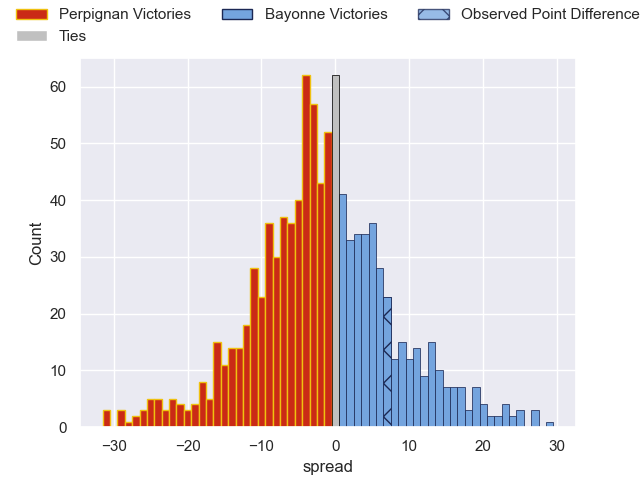 Perpignan Victories
Bayonne Victories
Observed Point Difference
Ties
60
50
40
30
20
10
0
Count
−30
−20
−10
0
10
20
30
spread